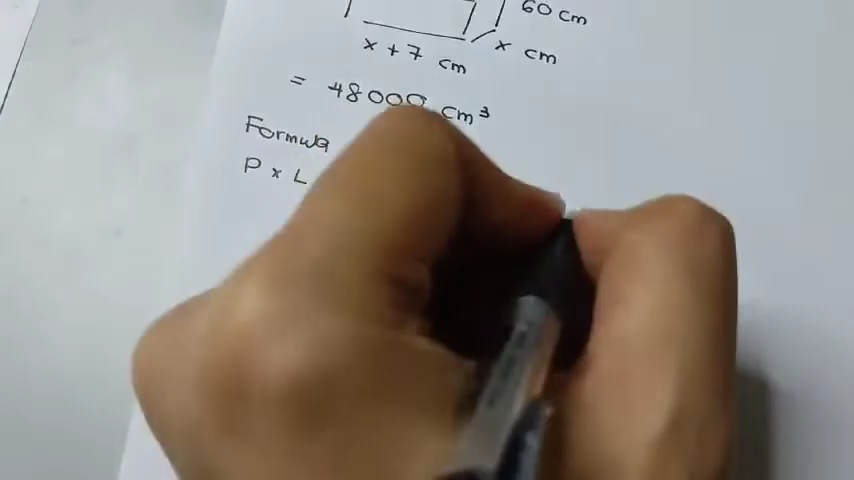 60 cm
x + 7 cm
x cm
= 48000 cm³
Formula
P x L